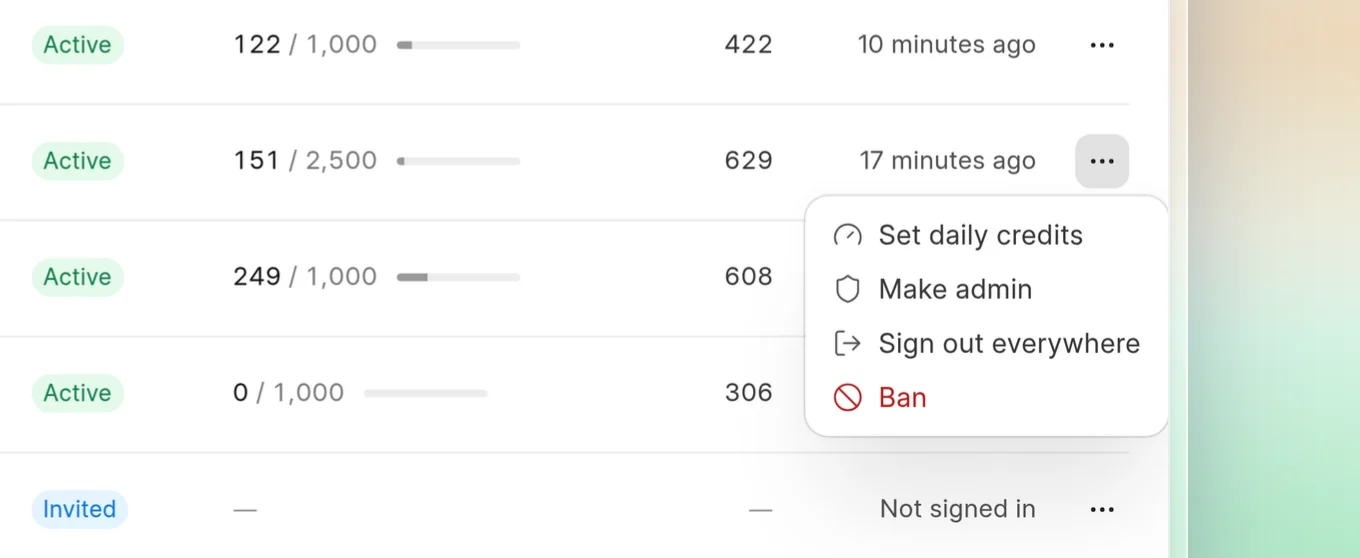 Active 122 / 1,000 422 10 minutes ago
Active 151 / 2,500 629 17 minutes ago
Set daily credits
Active 249 / 1,000 608
Make admin
Sign out everywhere
Active 0 / 1,000 306
Ban
Invited — — Not signed in